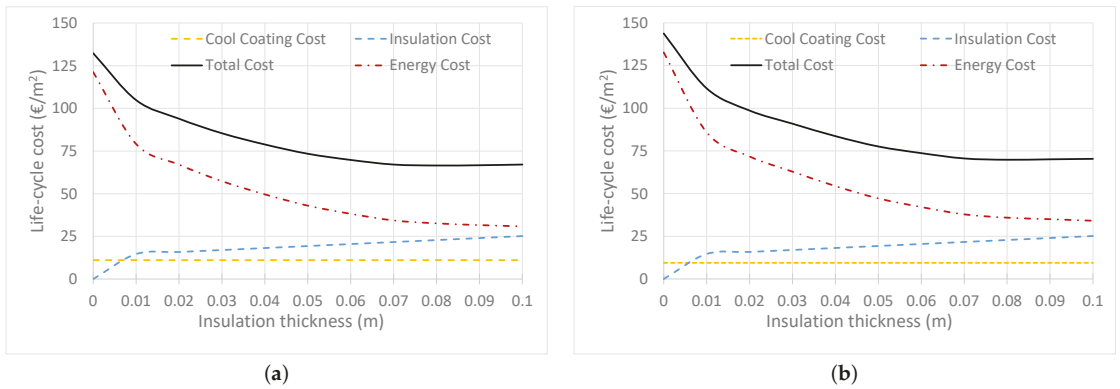 150
125
100
75
50
25
0
Life-cycle cost (€/m²)
Cool Coating Cost
Insulation Cost
Total Cost
Energy Cost
0 0.01 0.02 0.03 0.04 0.05 0.06 0.07 0.08 0.09 0.1
Insulation thickness (m)
(a)
150
125
100
75
50
25
0
Life-cycle cost (€/m²)
Cool Coating Cost
Insulation Cost
Total Cost
Energy Cost
0 0.01 0.02 0.03 0.04 0.05 0.06 0.07 0.08 0.09 0.1
Insulation thickness (m)
(b)